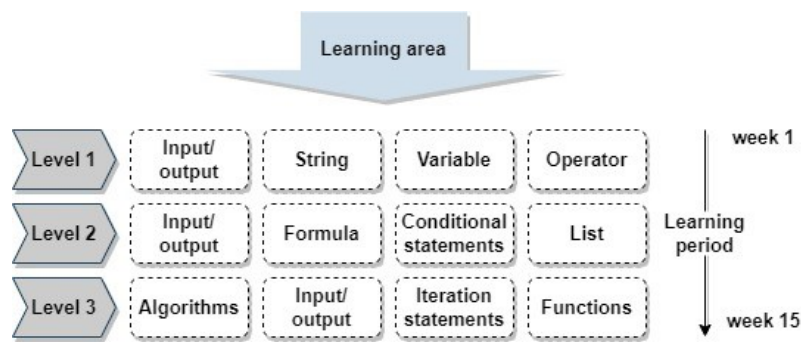 Learning area
week 1
Level 1
Input/
output
String
Variable
Operator
Level 2
Input/
output
Formula
Conditional
statements
List
Learning
period
Level 3
Algorithms
Input/
output
Iteration
statements
Functions
week 15